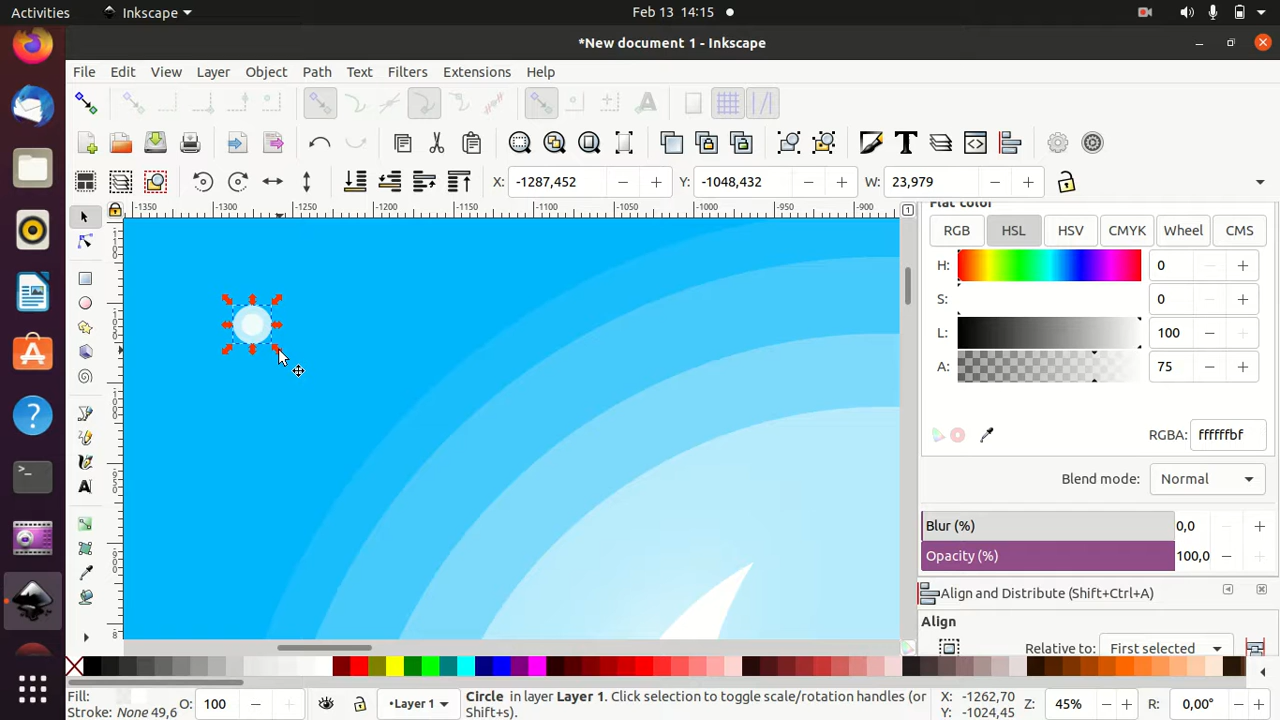 Activities Inkscape Feb 13 14:15
*New document 1 - Inkscape
File Edit View Layer Object Path Text Filters Extensions Help
X: -1287,452 Y: -1048,432 W: 23,979
-1350 -1300 -1250 -1200 -1150 -1100 -1050 -1000 -950 -900
Flat color
RGB HSL HSV CMYK Wheel CMS
H: 0
S: 0
L: 100
A: 75
RGBA: ffffffbf
Blend mode: Normal
Blur (%) 0,0
Opacity (%) 100,0
Align and Distribute (Shift+Ctrl+A)
Align
Relative to: First selected
Fill:
Stroke: None 49,6
O: 100
•Layer 1
Circle in layer Layer 1. Click selection to toggle scale/rotation handles (or
Shift+s).
X: -1262,70
Y: -1024,45
Z: 45%
R: 0,00°